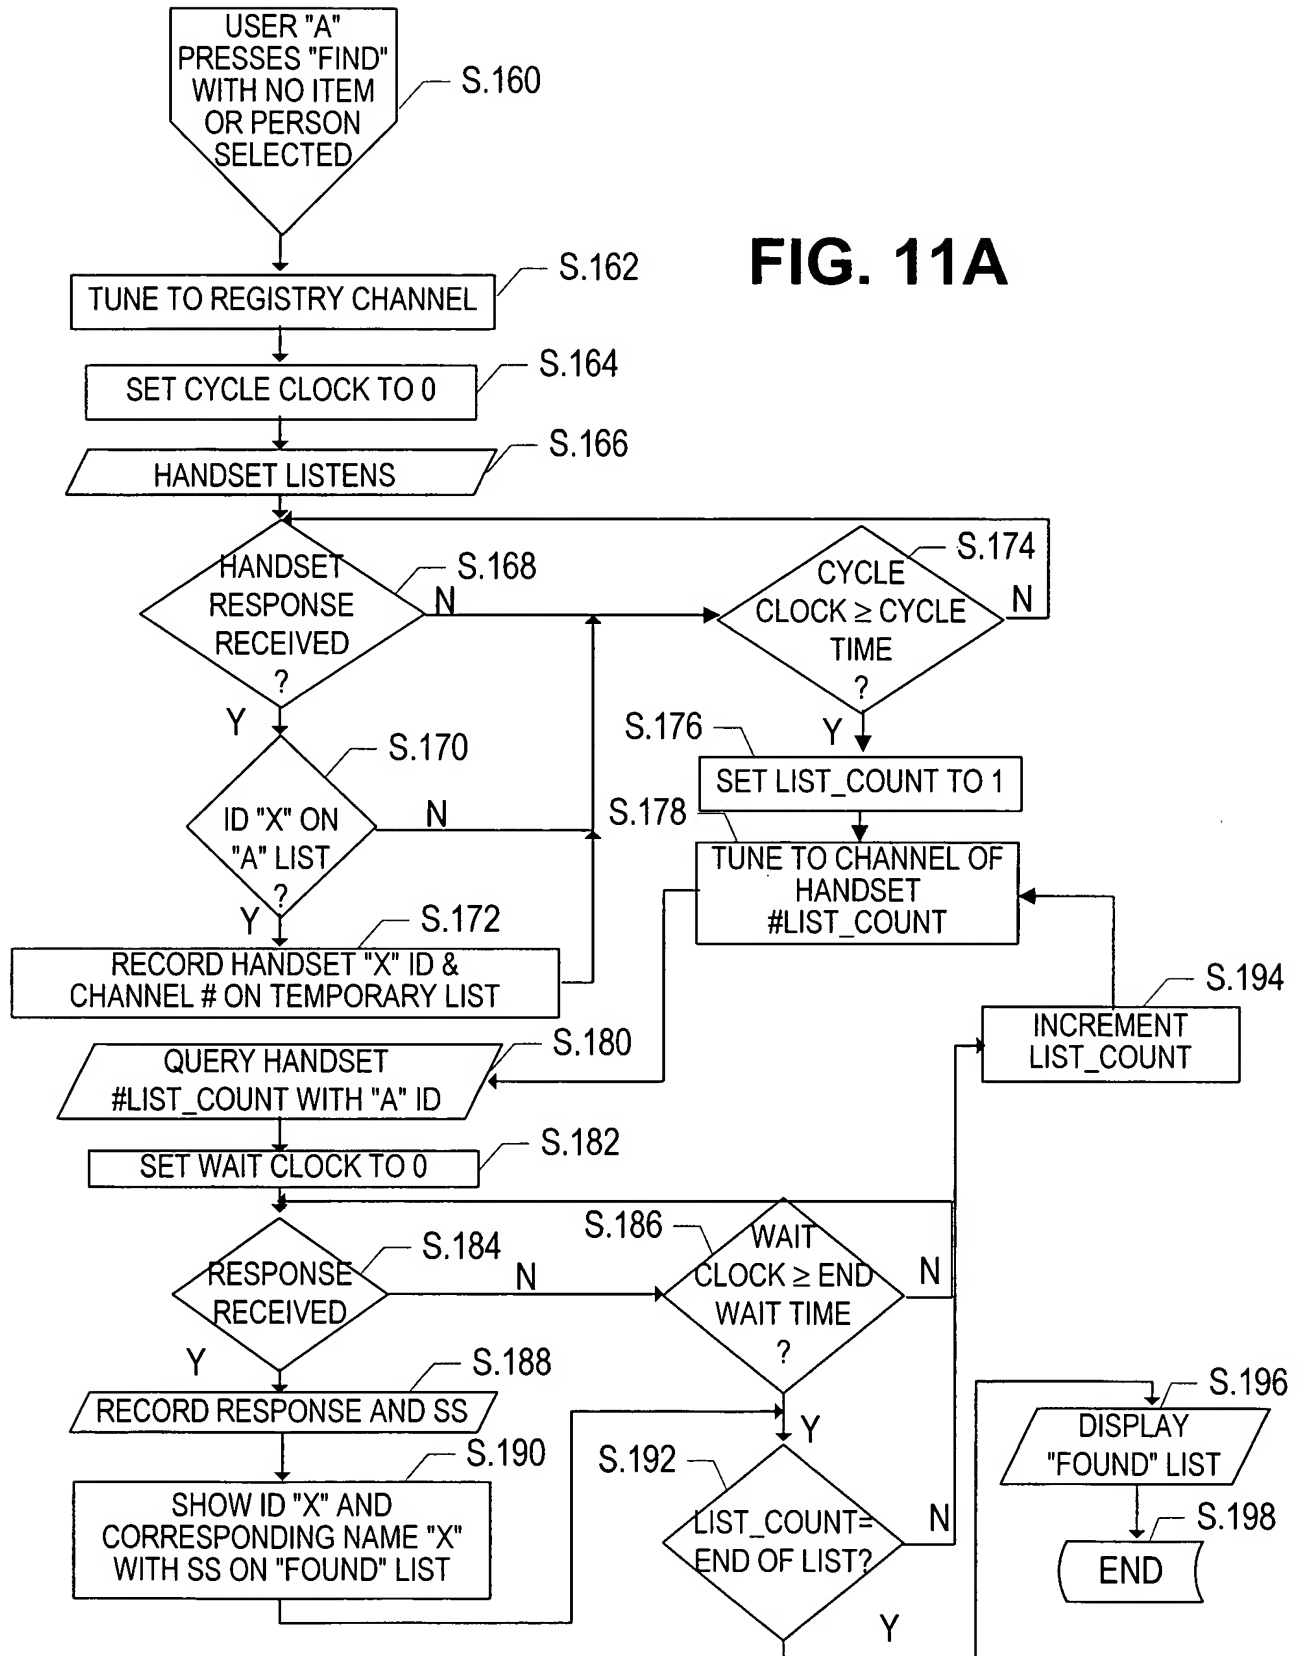 USER "A"
PRESSES "FIND"
WITH NO ITEM
OR PERSON
SELECTED
S.160
FIG. 11A
TUNE TO REGISTRY CHANNEL
S.162
SET CYCLE CLOCK TO 0
S.164
HANDSET LISTENS
S.166
HANDSET
RESPONSE
RECEIVED
?
S.168
N
Y
CYCLE
CLOCK ≥ CYCLE
TIME
?
S.174
N
Y
ID "X" ON
"A" LIST
?
S.170
N
Y
S.176
SET LIST_COUNT TO 1
S.178
TUNE TO CHANNEL OF
HANDSET
#LIST_COUNT
S.172
RECORD HANDSET "X" ID &
CHANNEL # ON TEMPORARY LIST
S.194
INCREMENT
LIST_COUNT
QUERY HANDSET
#LIST_COUNT WITH "A" ID
S.180
SET WAIT CLOCK TO 0
S.182
RESPONSE
RECEIVED
S.184
N
Y
S.186
WAIT
CLOCK ≥ END
WAIT TIME
?
N
Y
S.188
RECORD RESPONSE AND SS
S.190
SHOW ID "X" AND
CORRESPONDING NAME "X"
WITH SS ON "FOUND" LIST
S.192
LIST_COUNT=
END OF LIST?
N
Y
S.196
DISPLAY
"FOUND" LIST
S.198
END